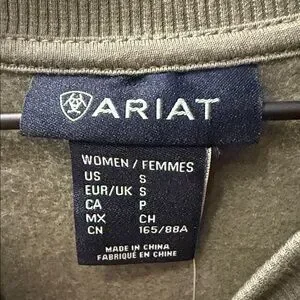 ARIAT
WOMEN / FEMMES
US S
EUR/UK S
CA P
MX CH
CN 165/88A
MADE IN CHINA
FABRIQUÉ EN CHINE